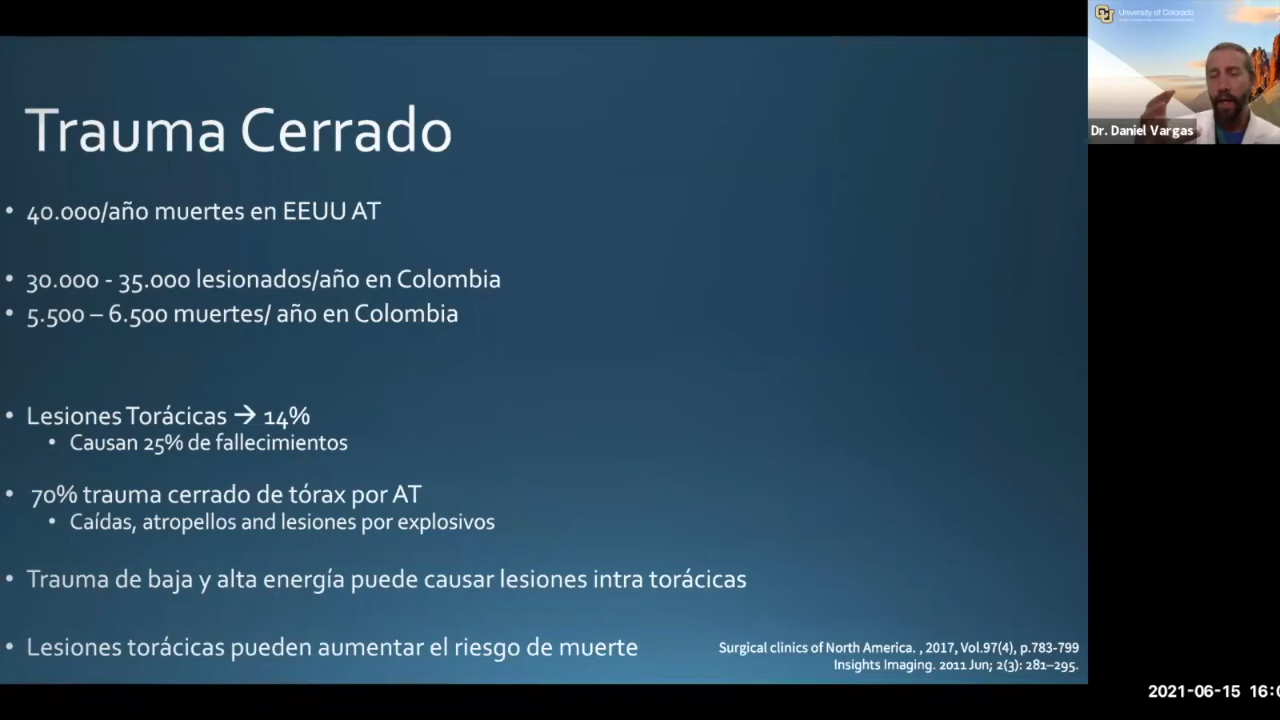 Trauma Cerrado
• 40.000/año muertes en EEUU AT
• 30.000 - 35.000 lesionados/año en Colombia
• 5.500 – 6.500 muertes/ año en Colombia
• Lesiones Torácicas → 14%
• Causan 25% de fallecimientos
• 70% trauma cerrado de tórax por AT
• Caídas, atropellos and lesiones por explosivos
• Trauma de baja y alta energía puede causar lesiones intra torácicas
• Lesiones torácicas pueden aumentar el riesgo de muerte
Surgical clinics of North America. , 2017, Vol.97(4), p.783-799
Insights Imaging. 2011 Jun; 2(3): 281–295.
University of Colorado
Dr. Daniel Vargas
2021-06-15 16:0